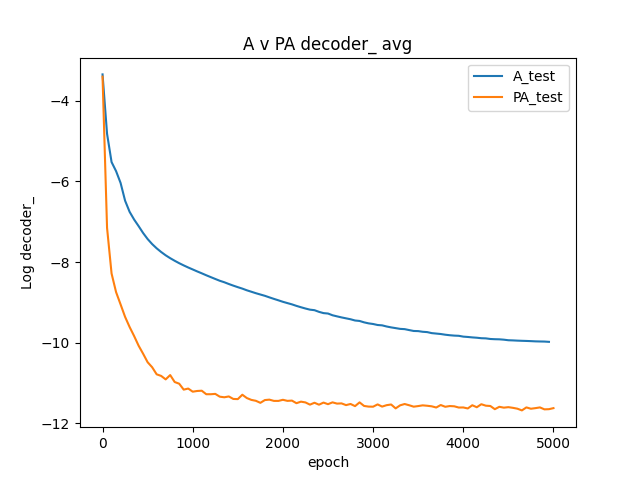 A v PA decoder_ avg
A_test
PA_test
Log decoder_
−4
−6
−8
−10
−12
0
1000
2000
3000
4000
5000
epoch